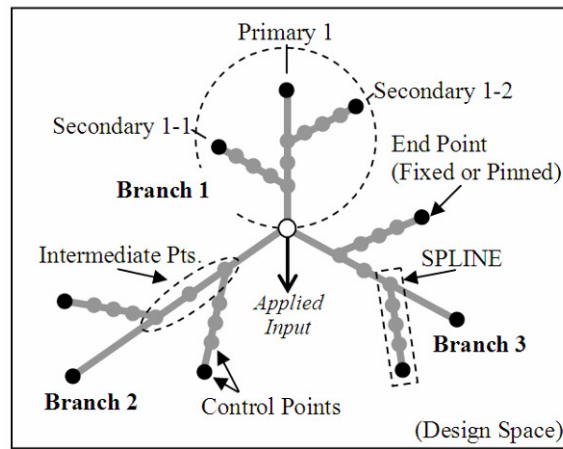 Primary 1
Secondary 1-2
Secondary 1-1
End Point
(Fixed or Pinned)
Branch 1
Intermediate Pts.
SPLINE
Applied
Input
Branch 3
Branch 2
Control Points
(Design Space)